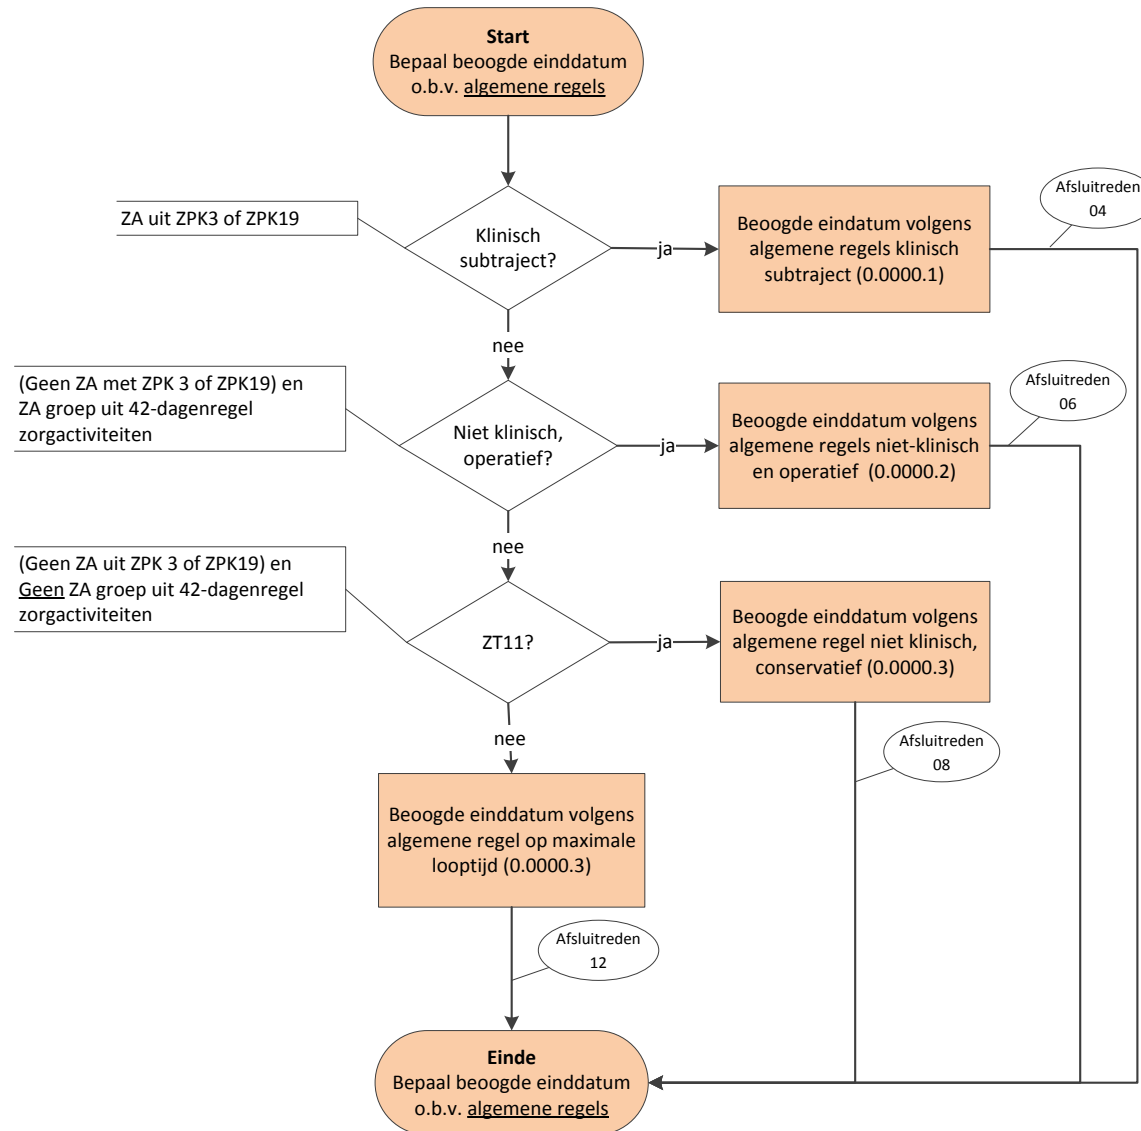 Start
Bepaal beoogde einddatum
o.b.v. algemene regels
ZA uit ZPK3 of ZPK19
Klinisch
subtraject?
ja
Beoogde eindatum volgens
algemene regels klinisch
subtraject (0.0000.1)
Afsluitreden
04
nee
(Geen ZA met ZPK 3 of ZPK19) en
ZA groep uit 42-dagenregel
zorgactiviteiten
Niet klinisch,
operatief?
ja
Beoogde einddatum volgens
algemene regels niet-klinisch
en operatief (0.0000.2)
Afsluitreden
06
nee
(Geen ZA uit ZPK 3 of ZPK19) en
Geen ZA groep uit 42-dagenregel
zorgactiviteiten
ZT11?
ja
Beoogde einddatum volgens
algemene regel niet klinisch,
conservatief (0.0000.3)
Afsluitreden
08
nee
Beoogde einddatum volgens
algemene regel op maximale
looptijd (0.0000.3)
Afsluitreden
12
Einde
Bepaal beoogde einddatum
o.b.v. algemene regels